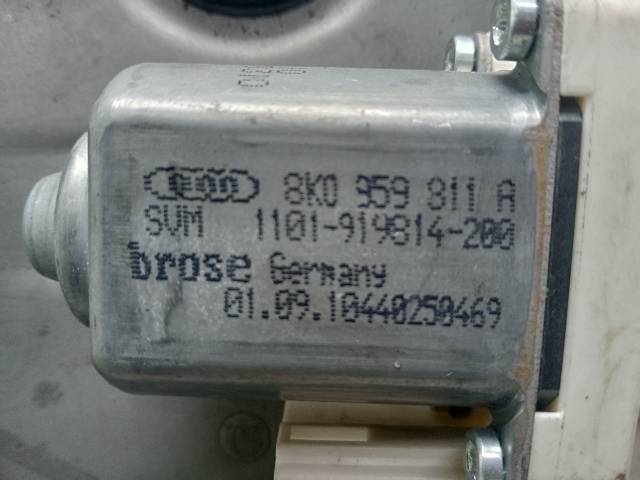 8K0 959 811 A
SVM 1101-919814-200
brose Germany
01.09.10440250469